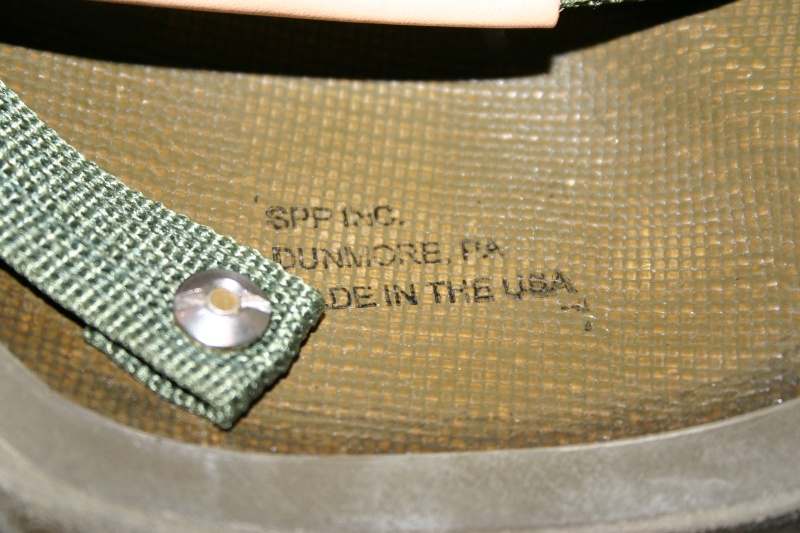 SPP INC.
DUNMORE, PA
ADE IN THE USA